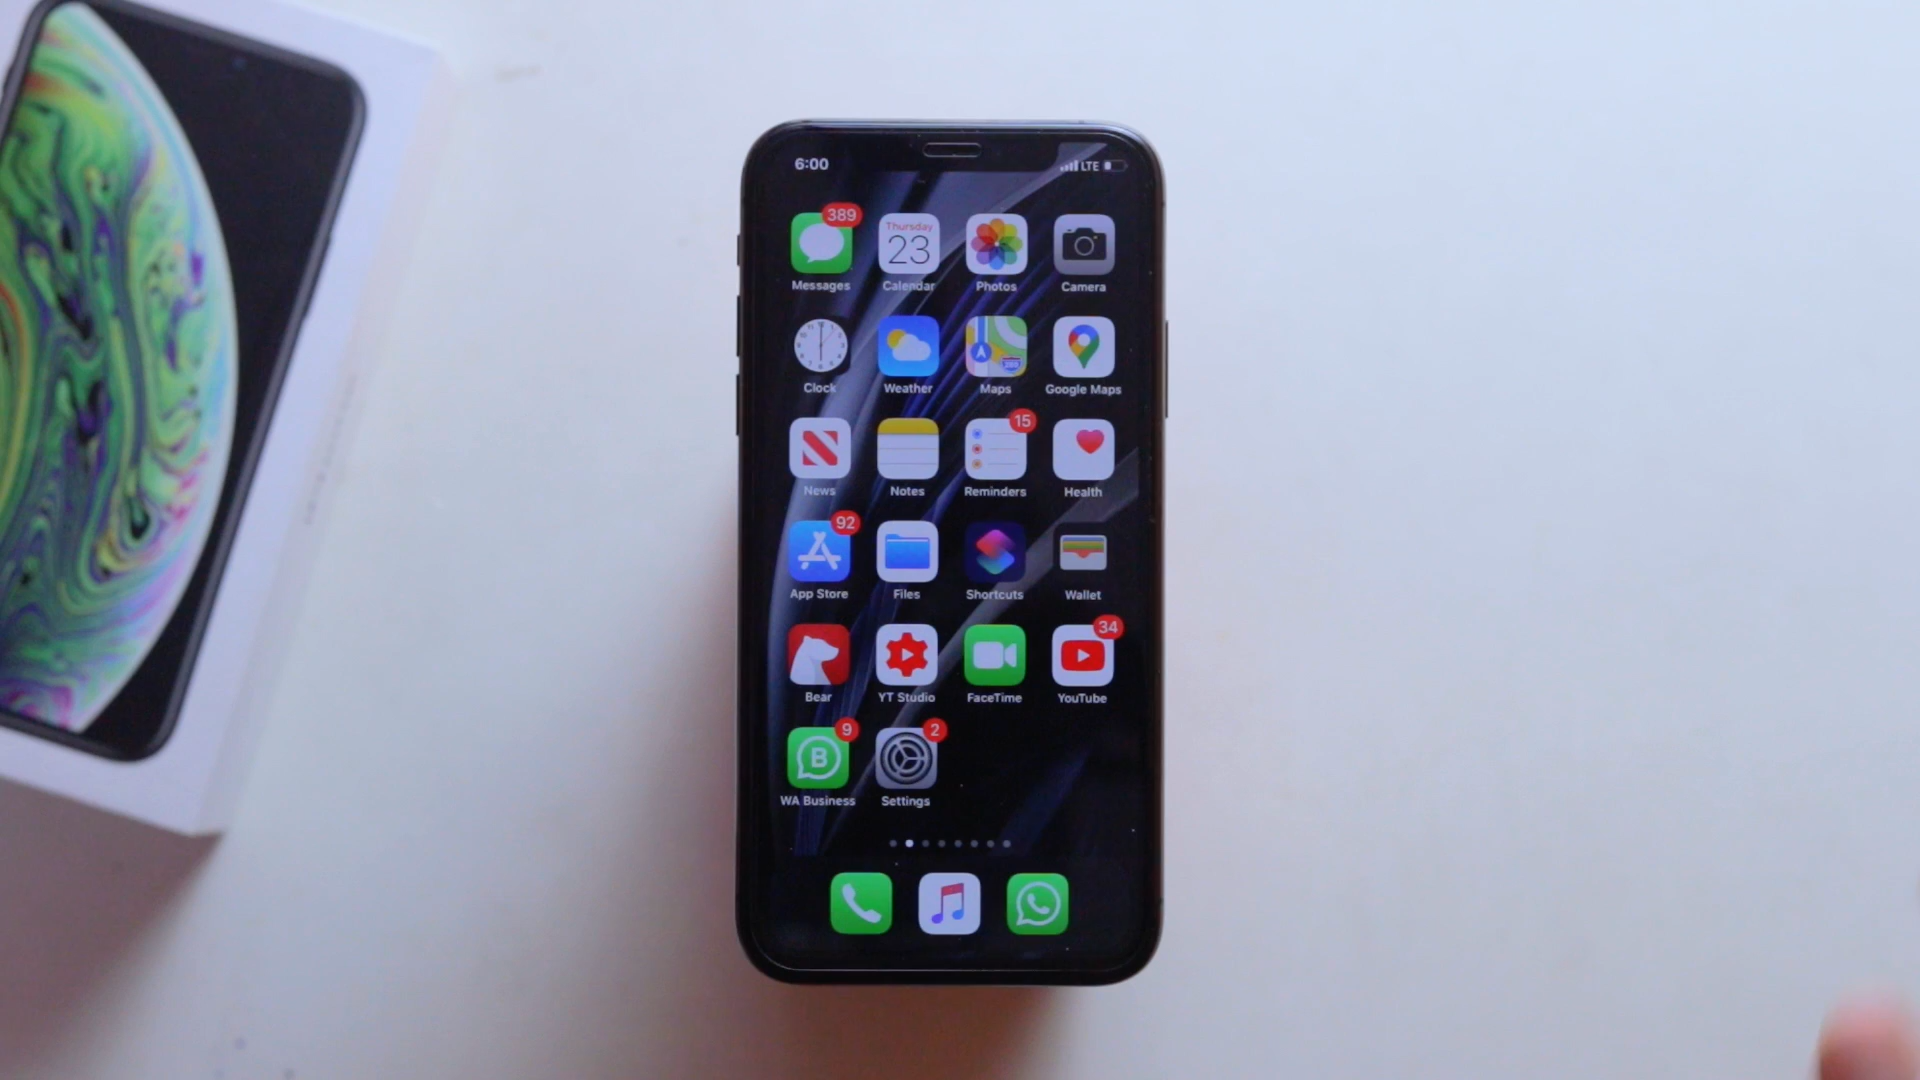 6:00 LTE
389
Thursday
23
Messages Calendar Photos Camera
Clock Weather Maps Google Maps
15
News Notes Reminders Health
92
App Store Files Shortcuts Wallet
34
Bear YT Studio FaceTime YouTube
9 2
B
WA Business Settings